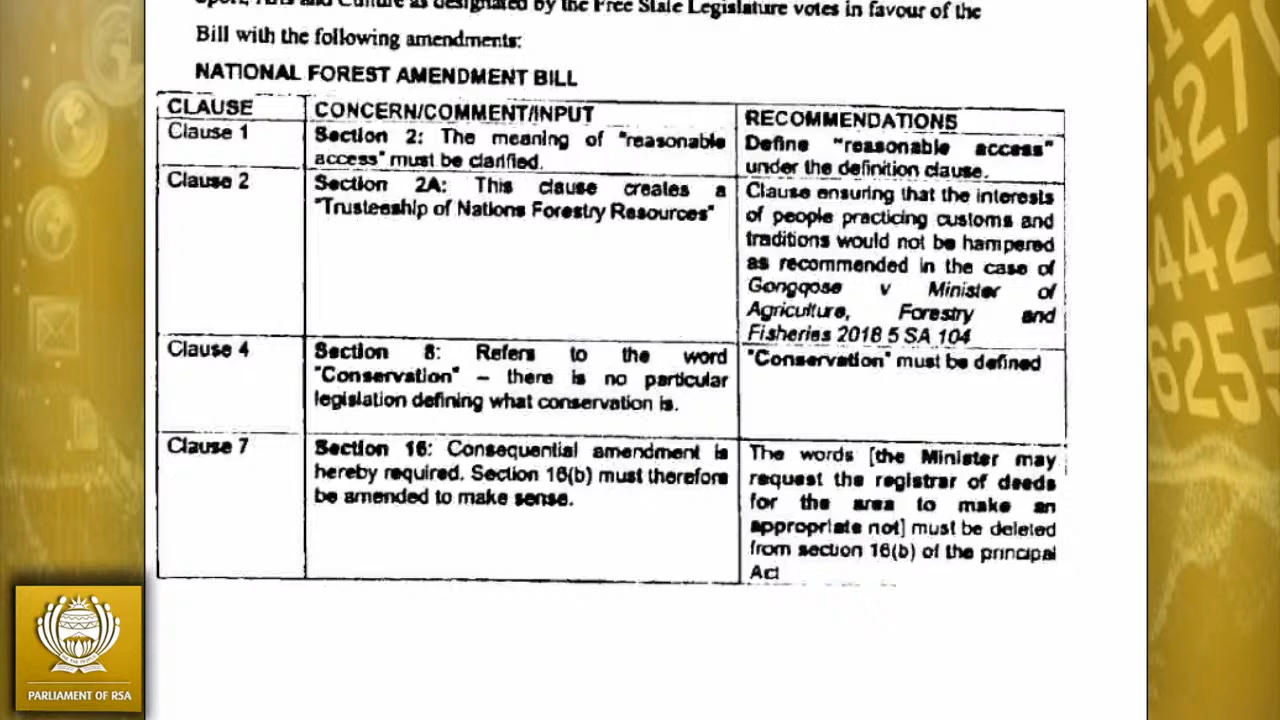 Sport, Arts and Culture as designated by the Free State Legislature votes in favour of the
Bill with the following amendments:
NATIONAL FOREST AMENDMENT BILL
CLAUSE
CONCERN/COMMENT/INPUT
RECOMMENDATIONS
Clause 1
Section 2: The meaning of "reasonable
access" must be clarified.
Define "reasonable access"
under the definition clause.
Clause 2
Section 2A: This clause creates a
"Trusteeship of Nations Forestry Resources"
Clause ensuring that the interests
of people practicing customs and
traditions would not be hampered
as recommended in the case of
Gongqose v Minister of
Agriculture, Forestry and
Fisheries 2018 5 SA 104
Clause 4
Section 8: Refers to the word
"Conservation" – there is no particular
legislation defining what conservation is.
"Conservation" must be defined
Clause 7
Section 16: Consequential amendment is
hereby required. Section 16(b) must therefore
be amended to make sense.
The words [the Minister may
request the registrar of deeds
for the area to make an
appropriate not] must be deleted
from section 16(b) of the principal
Act
PARLIAMENT OF RSA